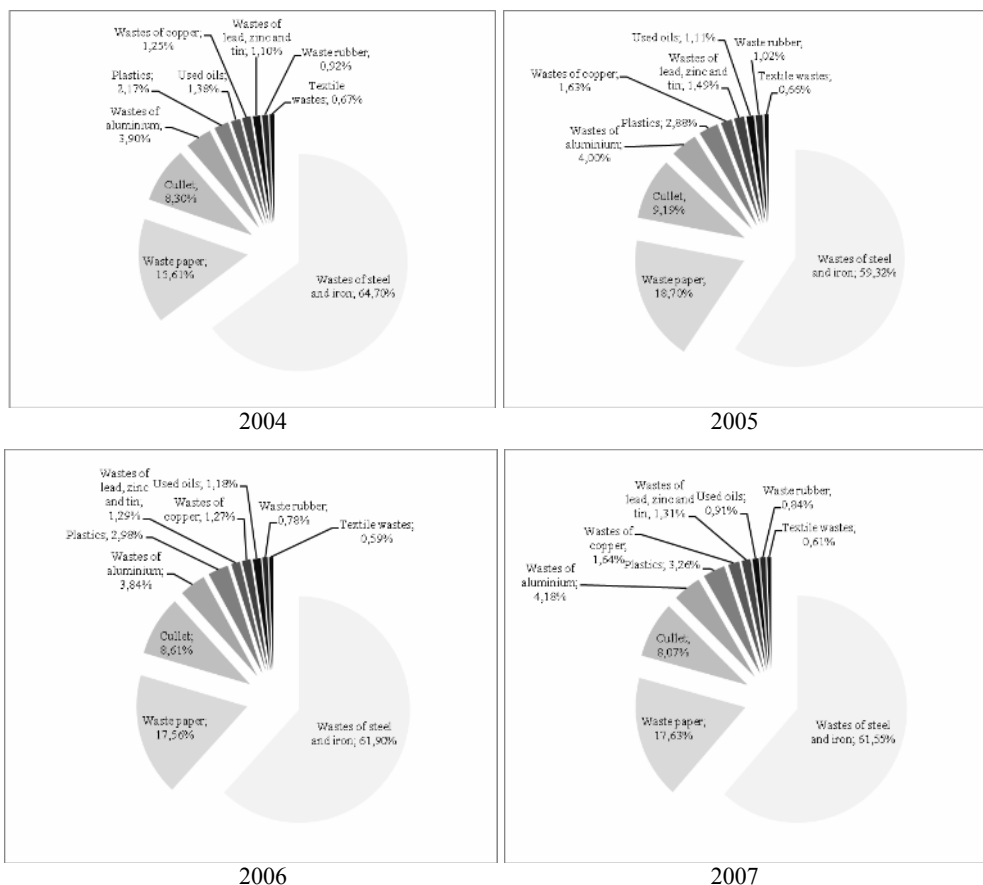 Wastes of copper;
1,25%
Wastes of
lead, zinc and
tin; 1,10%
Waste rubber;
0,92%
Plastics;
2,17%
Used oils;
1,38%
Textile
wastes; 0,67%
Wastes of
aluminium;
3,90%
Cullet;
8,30%
Waste paper;
15,61%
Wastes of steel
and iron; 64,70%
2004
Used oils; 1,11%
Waste rubber;
1,02%
Wastes of copper;
1,63%
Wastes of
lead, zinc and
tin; 1,49%
Textile wastes;
0,66%
Wastes of
aluminium;
4,00%
Plastics; 2,88%
Cullet;
9,19%
Waste paper;
18,70%
Wastes of steel
and iron; 59,32%
2005
Wastes of
lead, zinc
and tin;
1,29%
Used oils; 1,18%
Wastes of
copper; 1,27%
Waste rubber;
0,78%
Textile wastes;
0,59%
Plastics; 2,98%
Wastes of
aluminium;
3,84%
Cullet;
8,61%
Waste paper;
17,56%
Wastes of steel
and iron; 61,90%
2006
Wastes of
lead, zinc and
tin; 1,31%
Used oils;
0,91%
Waste rubber;
0,84%
Wastes of
copper;
1,64%
Textile wastes;
0,61%
Plastics; 3,26%
Wastes of
aluminium;
4,18%
Cullet;
8,07%
Waste paper;
17,63%
Wastes of steel
and iron; 61,55%
2007